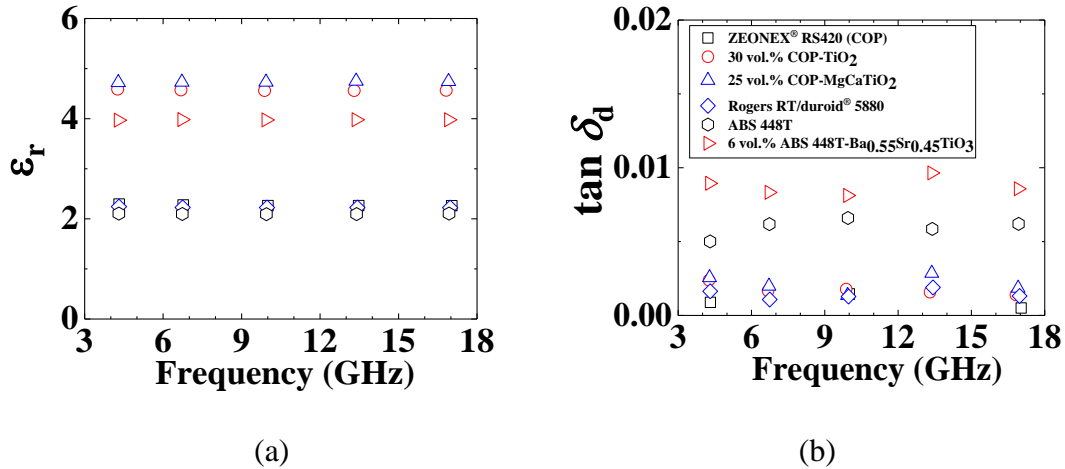 (a)
6
4
2
0
εr
3 6 9 12 15 18
Frequency (GHz)
0.02
0.01
0.00
tan δd
ZEONEX® RS420 (COP)
30 vol.% COP-TiO2
25 vol.% COP-MgCaTiO2
Rogers RT/duroid® 5880
ABS 448T
6 vol.% ABS 448T-Ba0.55Sr0.45TiO3
3 6 9 12 15 18
Frequency (GHz)
(a)
(b)